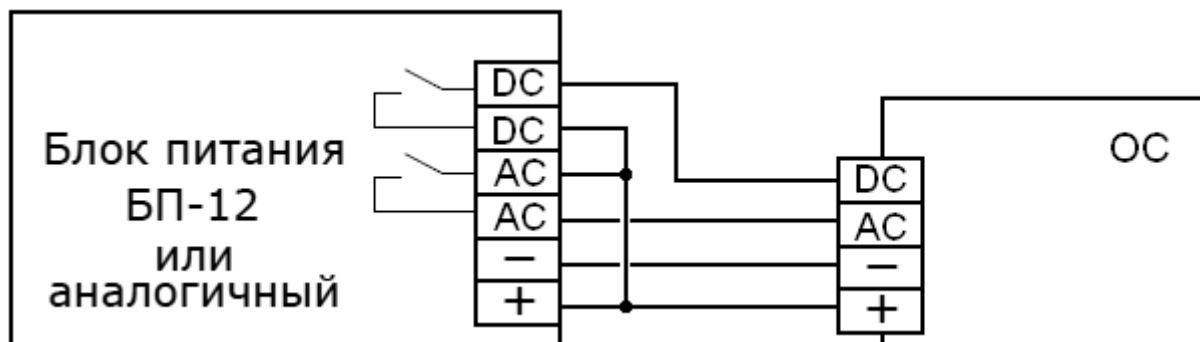 DC
DC
AC
AC
−
+
Блок питания
БП-12
или
аналогичный
DC
AC
−
+
ОС